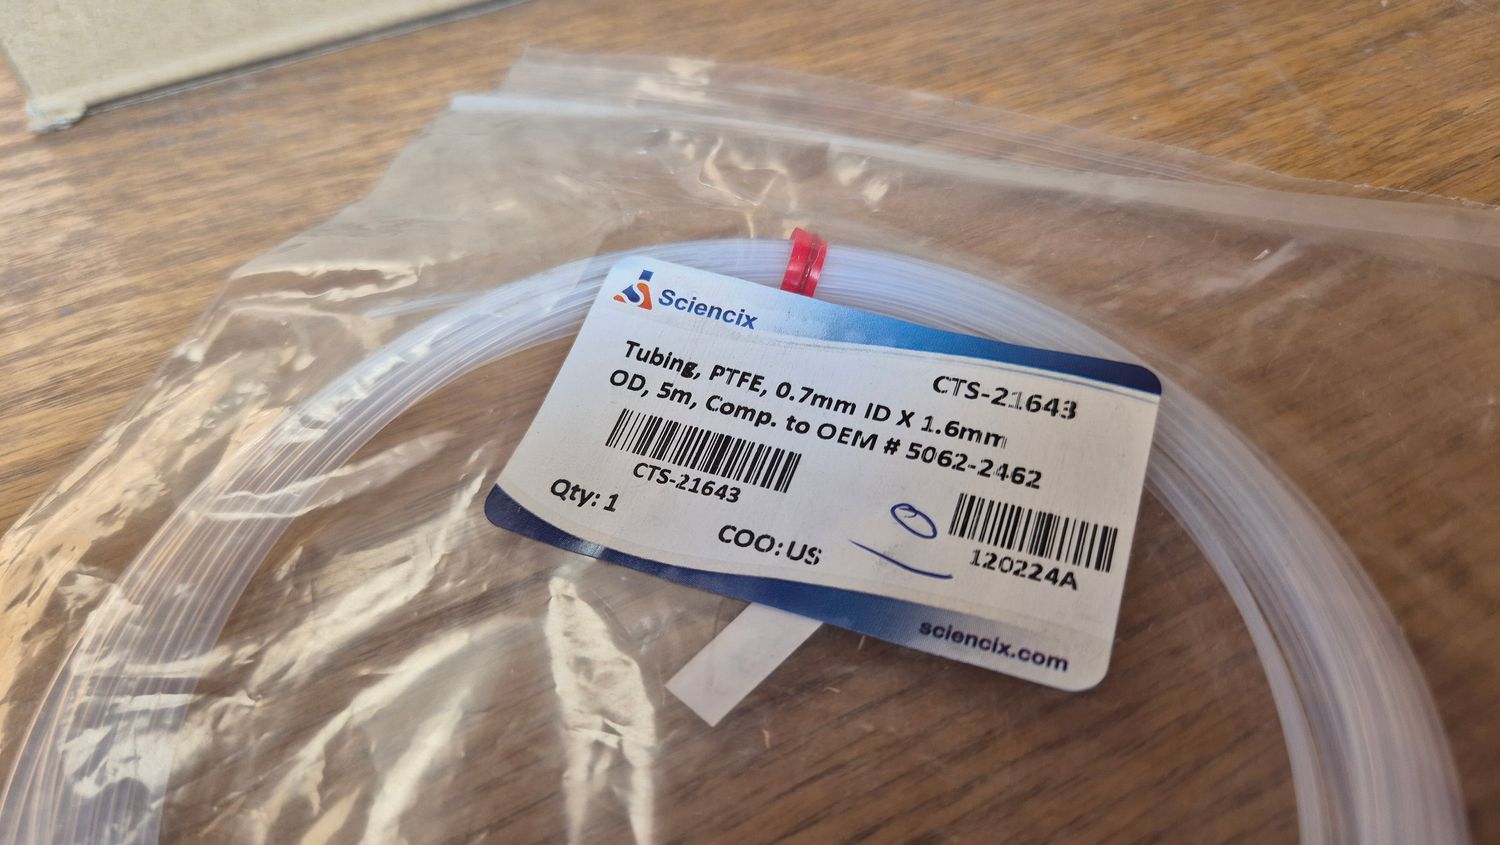 Sciencix
CTS-21643
Tubing, PTFE, 0.7mm ID X 1.6mm
OD, 5m, Comp. to OEM # 5062-2462
CTS-21643
Qty: 1
COO: US
120224A
sciencix.com